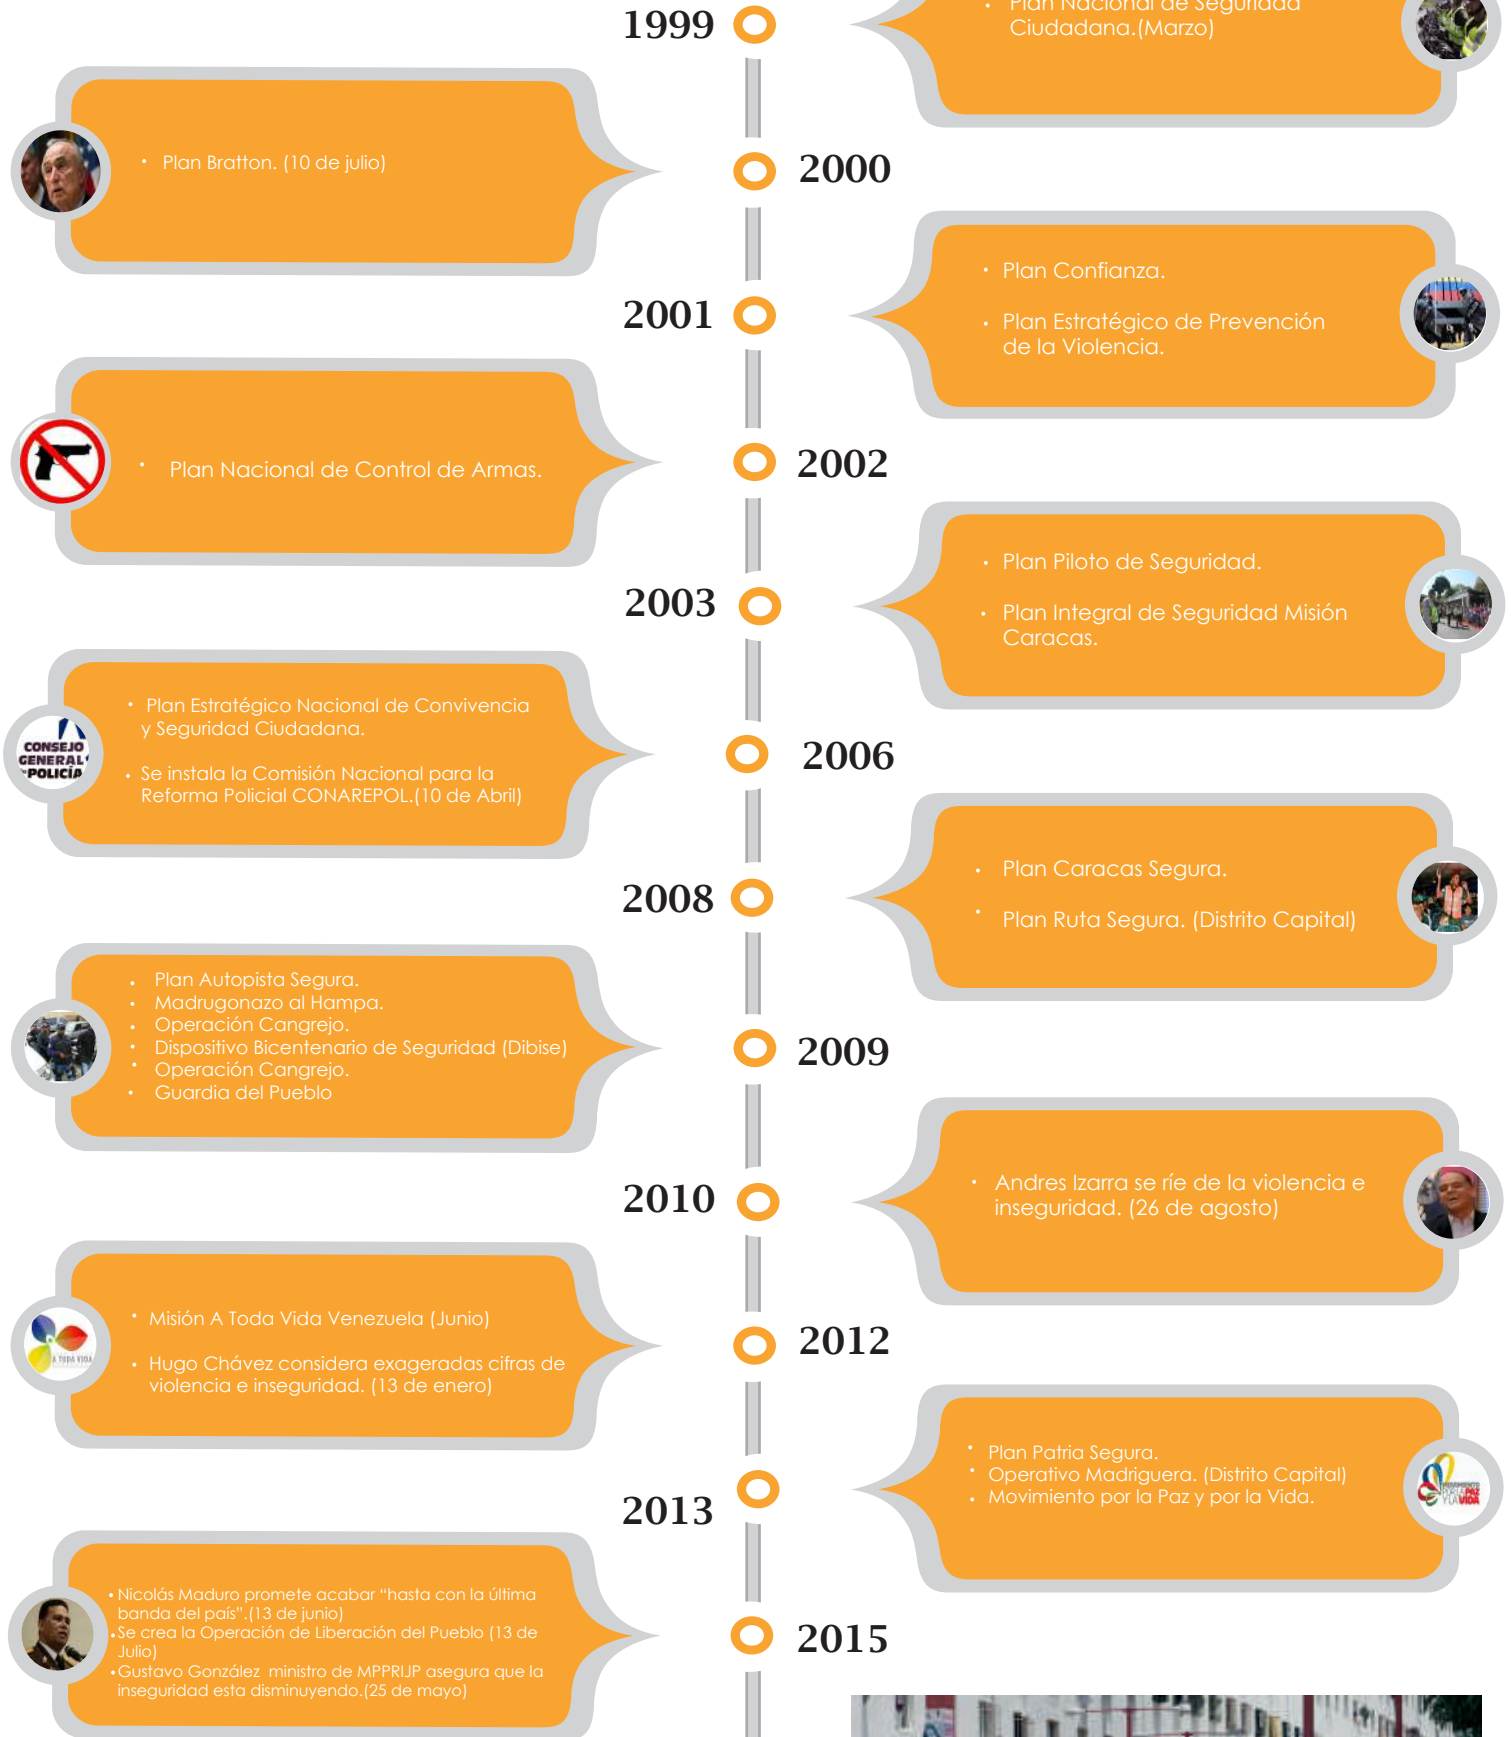 Plan Nacional de Seguridad
Ciudadana.(Marzo)
1999
• Plan Bratton. (10 de julio)
2000
• Plan Confianza.
• Plan Estratégico de Prevención
de la Violencia.
2001
• Plan Nacional de Control de Armas.
2002
• Plan Piloto de Seguridad.
• Plan Integral de Seguridad Misión
Caracas.
2003
CONSEJO
GENERAL
POLICÍA
• Plan Estratégico Nacional de Convivencia
y Seguridad Ciudadana.
• Se instala la Comisión Nacional para la
Reforma Policial CONAREPOL.(10 de Abril)
2006
• Plan Caracas Segura.
• Plan Ruta Segura. (Distrito Capital)
2008
• Plan Autopista Segura.
• Madrugonazo al Hampa.
• Operación Cangrejo.
• Dispositivo Bicentenario de Seguridad (Dibise)
• Operación Cangrejo.
• Guardia del Pueblo
2009
• Andres Izarra se ríe de la violencia e
inseguridad. (26 de agosto)
2010
A TODA VIDA
• Misión A Toda Vida Venezuela (Junio)
• Hugo Chávez considera exageradas cifras de
violencia e inseguridad. (13 de enero)
2012
• Plan Patria Segura.
• Operativo Madriguera. (Distrito Capital)
• Movimiento por la Paz y por la Vida.
MOVIMIENTO
POR LA PAZ
Y LA VIDA
2013
• Nicolás Maduro promete acabar “hasta con la última
banda del país”.(13 de junio)
• Se crea la Operación de Liberación del Pueblo (13 de
Julio)
• Gustavo González ministro de MPPRIJP asegura que la
inseguridad esta disminuyendo.(25 de mayo)
2015